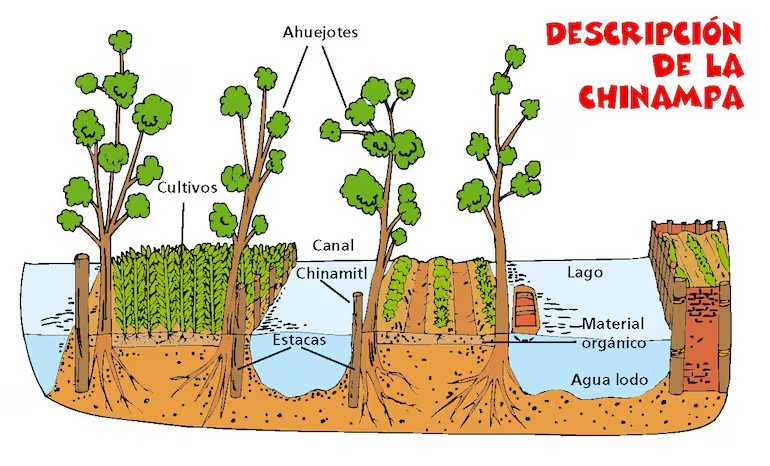 DESCRIPCIÓN
DE LA
CHINAMPA
Ahuejotes
Cultivos
Canal
Chinamitl
Lago
Estacas
Material
orgánico
Agua lodo